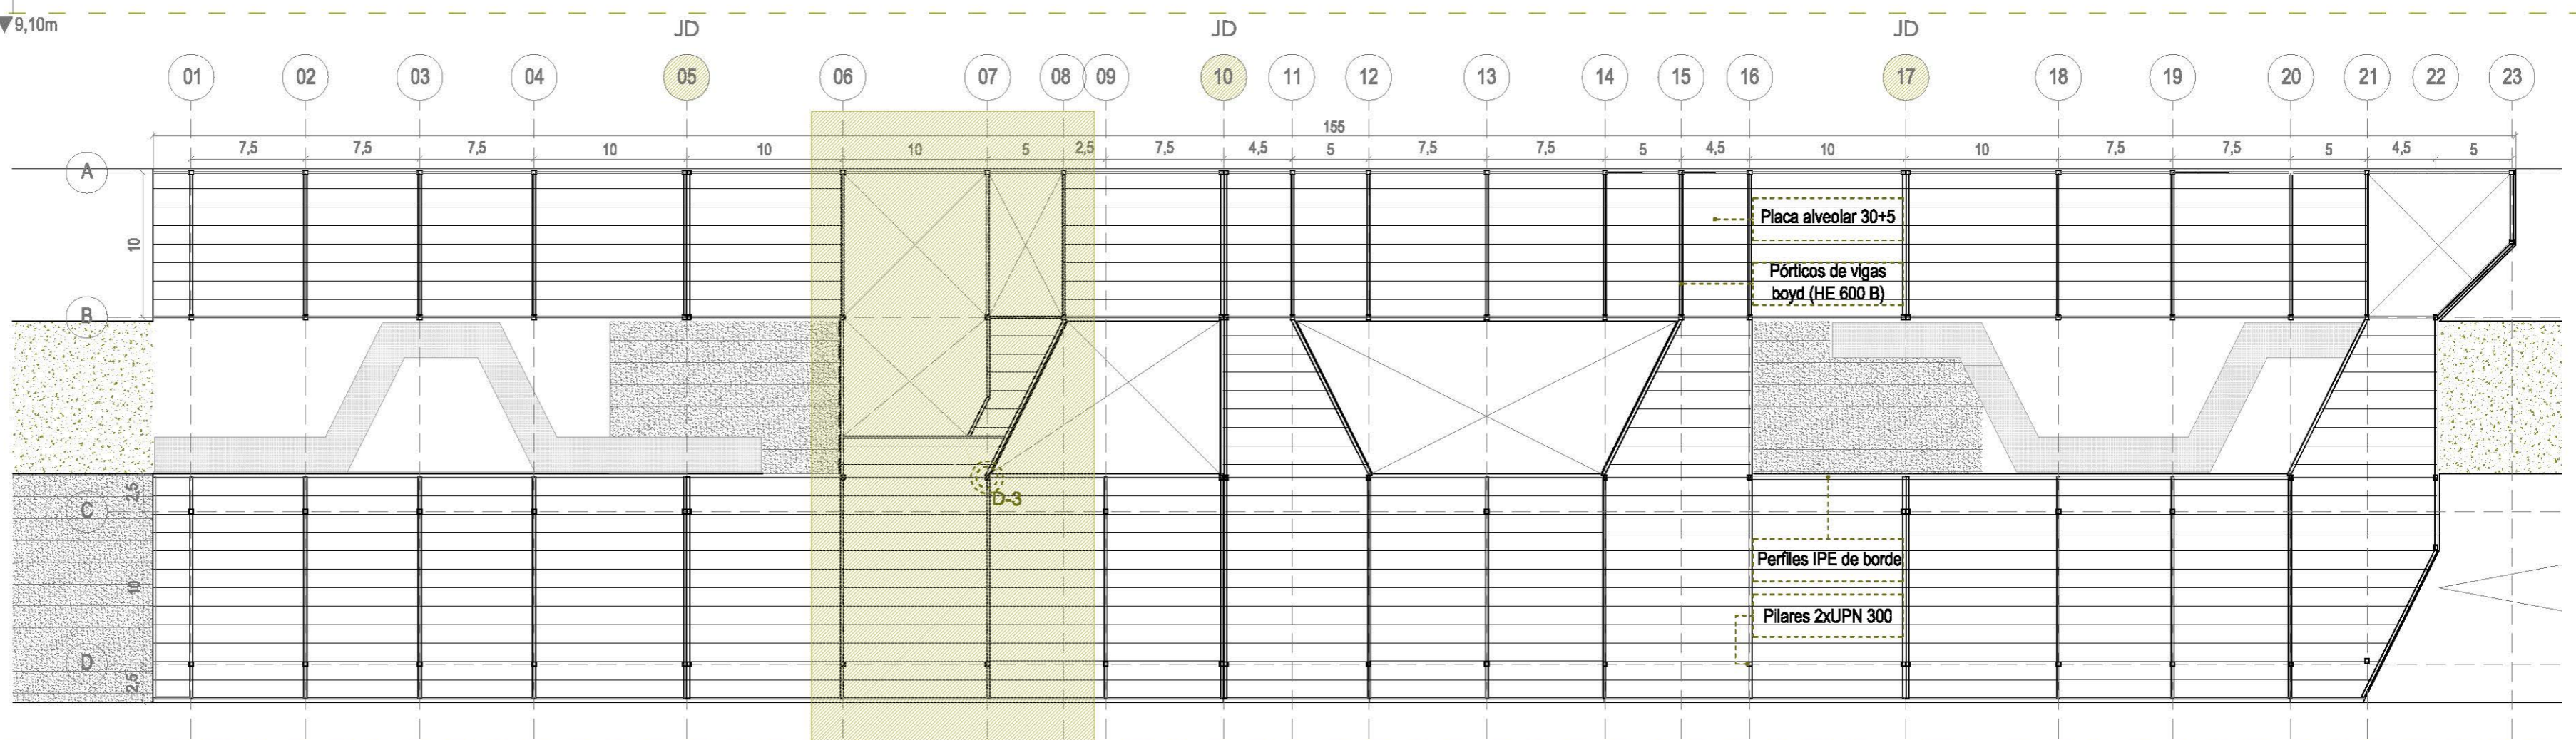 9,10m
JD JD JD
01 02 03 04 05 06 07 08 09 10 11 12 13 14 15 16 17 18 19 20 21 22 23
155
7,5 7,5 7,5 10 10 10 5 2,5 7,5 4,5 5 7,5 7,5 5 4,5 10 10 7,5 7,5 5 4,5 5
A
10
Placa alveolar 30+5
Pórticos de vigas
boyd (HE 600 B)
B
2,5
D-3
C
Perfiles IPE de borde
10
Pilares 2xUPN 300
D
2,5